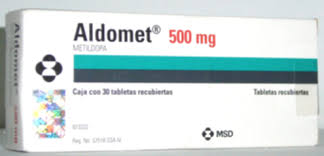 Aldomet® 500 mg
METILDOPA
Caja con 30 tabletas recubiertas
Tabletas recubiertas
MSD